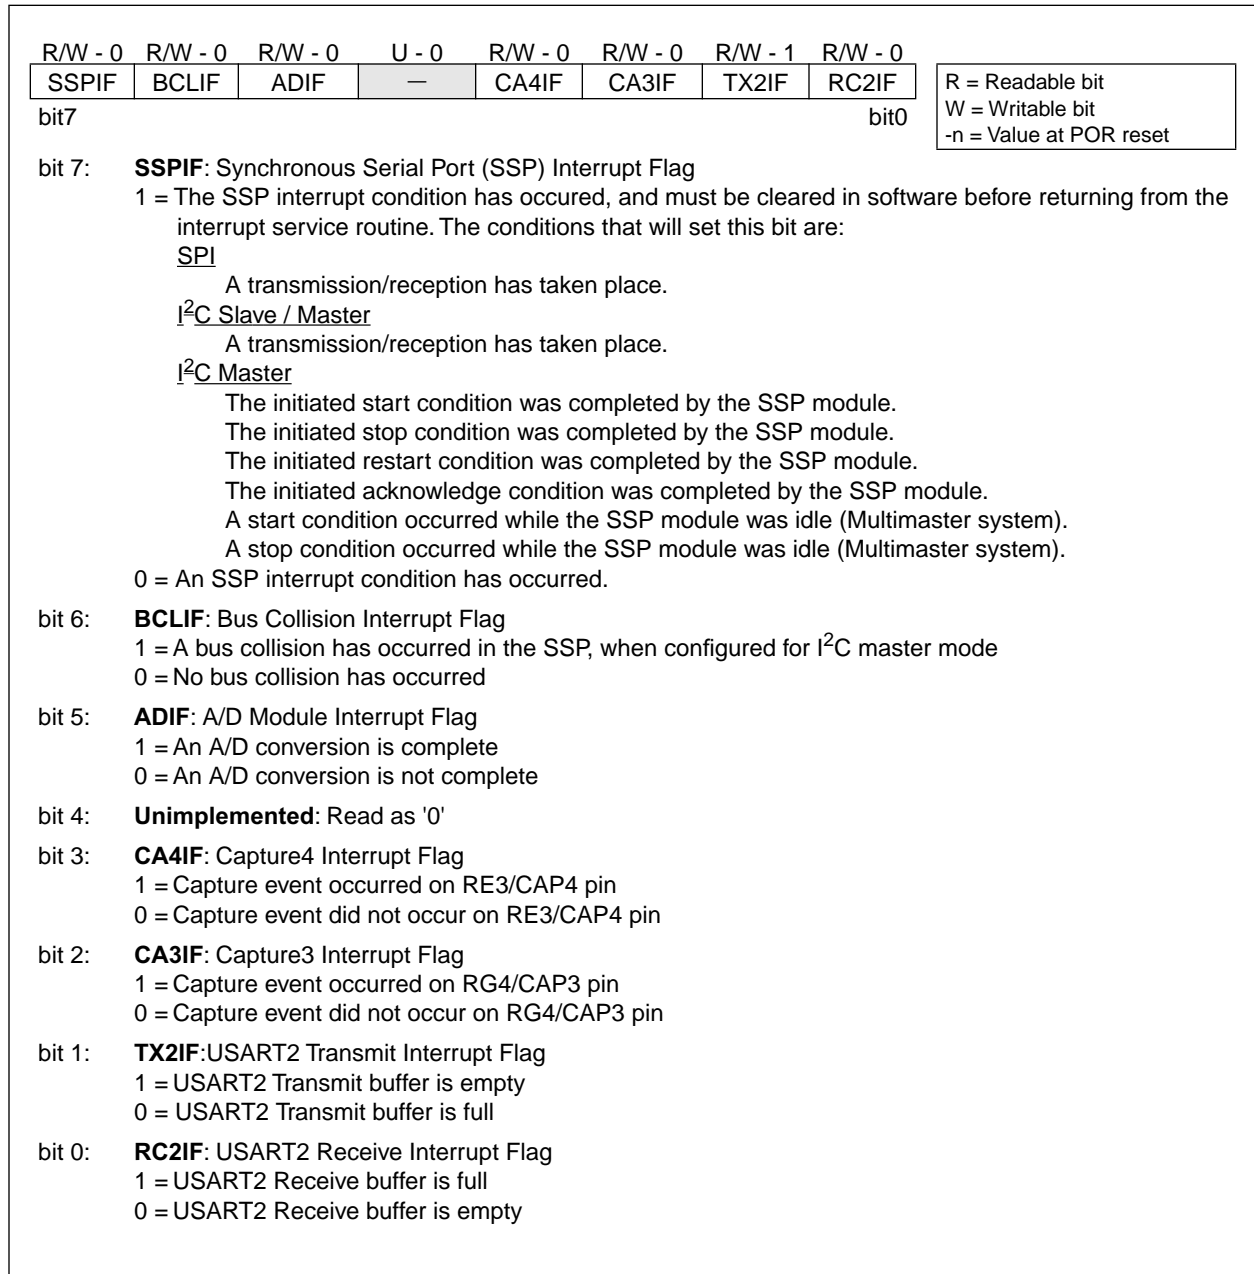 R/W - 0 R/W - 0 R/W - 0 U - 0 R/W - 0 R/W - 0 R/W - 1 R/W - 0
SSPIF BCLIF ADIF — CA4IF CA3IF TX2IF RC2IF
bit7 bit0
R = Readable bit
W = Writable bit
-n = Value at POR reset
bit 7: SSPIF: Synchronous Serial Port (SSP) Interrupt Flag
1 = The SSP interrupt condition has occured, and must be cleared in software before returning from the
interrupt service routine. The conditions that will set this bit are:
SPI
A transmission/reception has taken place.
I²C Slave / Master
A transmission/reception has taken place.
I²C Master
The initiated start condition was completed by the SSP module.
The initiated stop condition was completed by the SSP module.
The initiated restart condition was completed by the SSP module.
The initiated acknowledge condition was completed by the SSP module.
A start condition occurred while the SSP module was idle (Multimaster system).
A stop condition occurred while the SSP module was idle (Multimaster system).
0 = An SSP interrupt condition has occurred.
bit 6: BCLIF: Bus Collision Interrupt Flag
1 = A bus collision has occurred in the SSP, when configured for I²C master mode
0 = No bus collision has occurred
bit 5: ADIF: A/D Module Interrupt Flag
1 = An A/D conversion is complete
0 = An A/D conversion is not complete
bit 4: Unimplemented: Read as '0'
bit 3: CA4IF: Capture4 Interrupt Flag
1 = Capture event occurred on RE3/CAP4 pin
0 = Capture event did not occur on RE3/CAP4 pin
bit 2: CA3IF: Capture3 Interrupt Flag
1 = Capture event occurred on RG4/CAP3 pin
0 = Capture event did not occur on RG4/CAP3 pin
bit 1: TX2IF:USART2 Transmit Interrupt Flag
1 = USART2 Transmit buffer is empty
0 = USART2 Transmit buffer is full
bit 0: RC2IF: USART2 Receive Interrupt Flag
1 = USART2 Receive buffer is full
0 = USART2 Receive buffer is empty